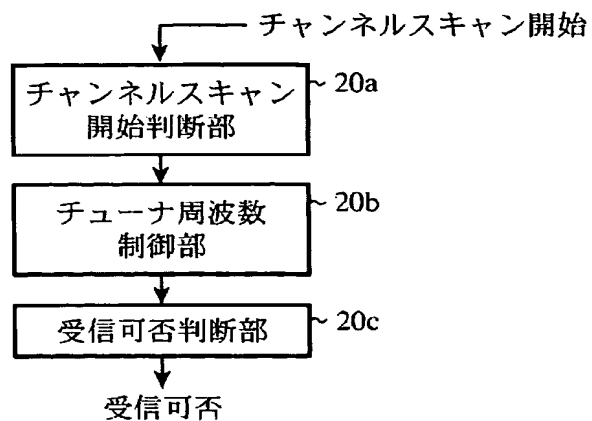 チャンネルスキャン開始
チャンネルスキャン 20a
開始判断部
チューナ周波数 20b
制御部
受信可否判断部 20c
受信可否